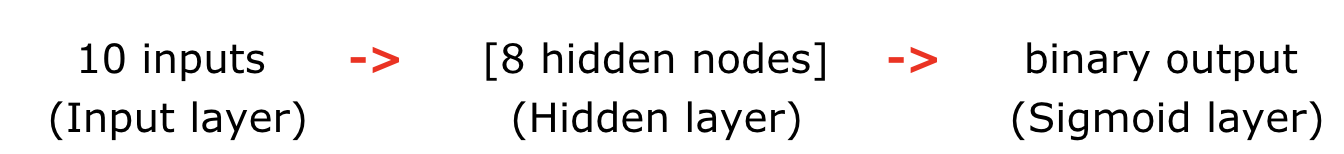 10 inputs -> [8 hidden nodes] -> binary output
(Input layer) (Hidden layer) (Sigmoid layer)